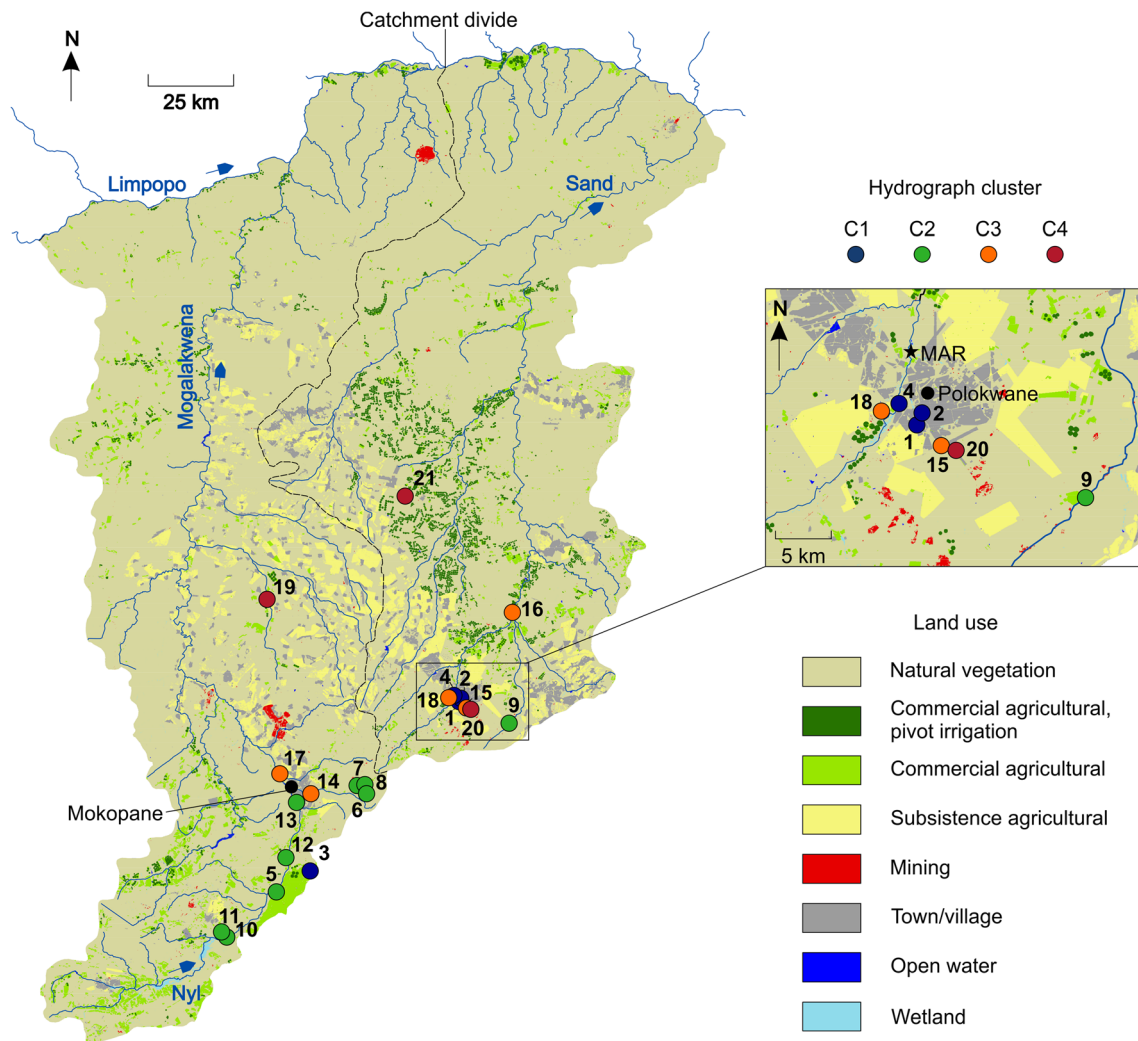 Catchment divide
N
25 km
Limpopo
Sand
Mogalakwena
21
19
16
4 2
18 15
1 20
9
17
14
7
8
6
Mokopane
13
12
3
5
11
10
Nyl
Hydrograph cluster
C1 C2 C3 C4
N
MAR
Polokwane
18 4
2
1
15 20
9
5 km
Land use
Natural vegetation
Commercial agricultural,
pivot irrigation
Commercial agricultural
Subsistence agricultural
Mining
Town/village
Open water
Wetland